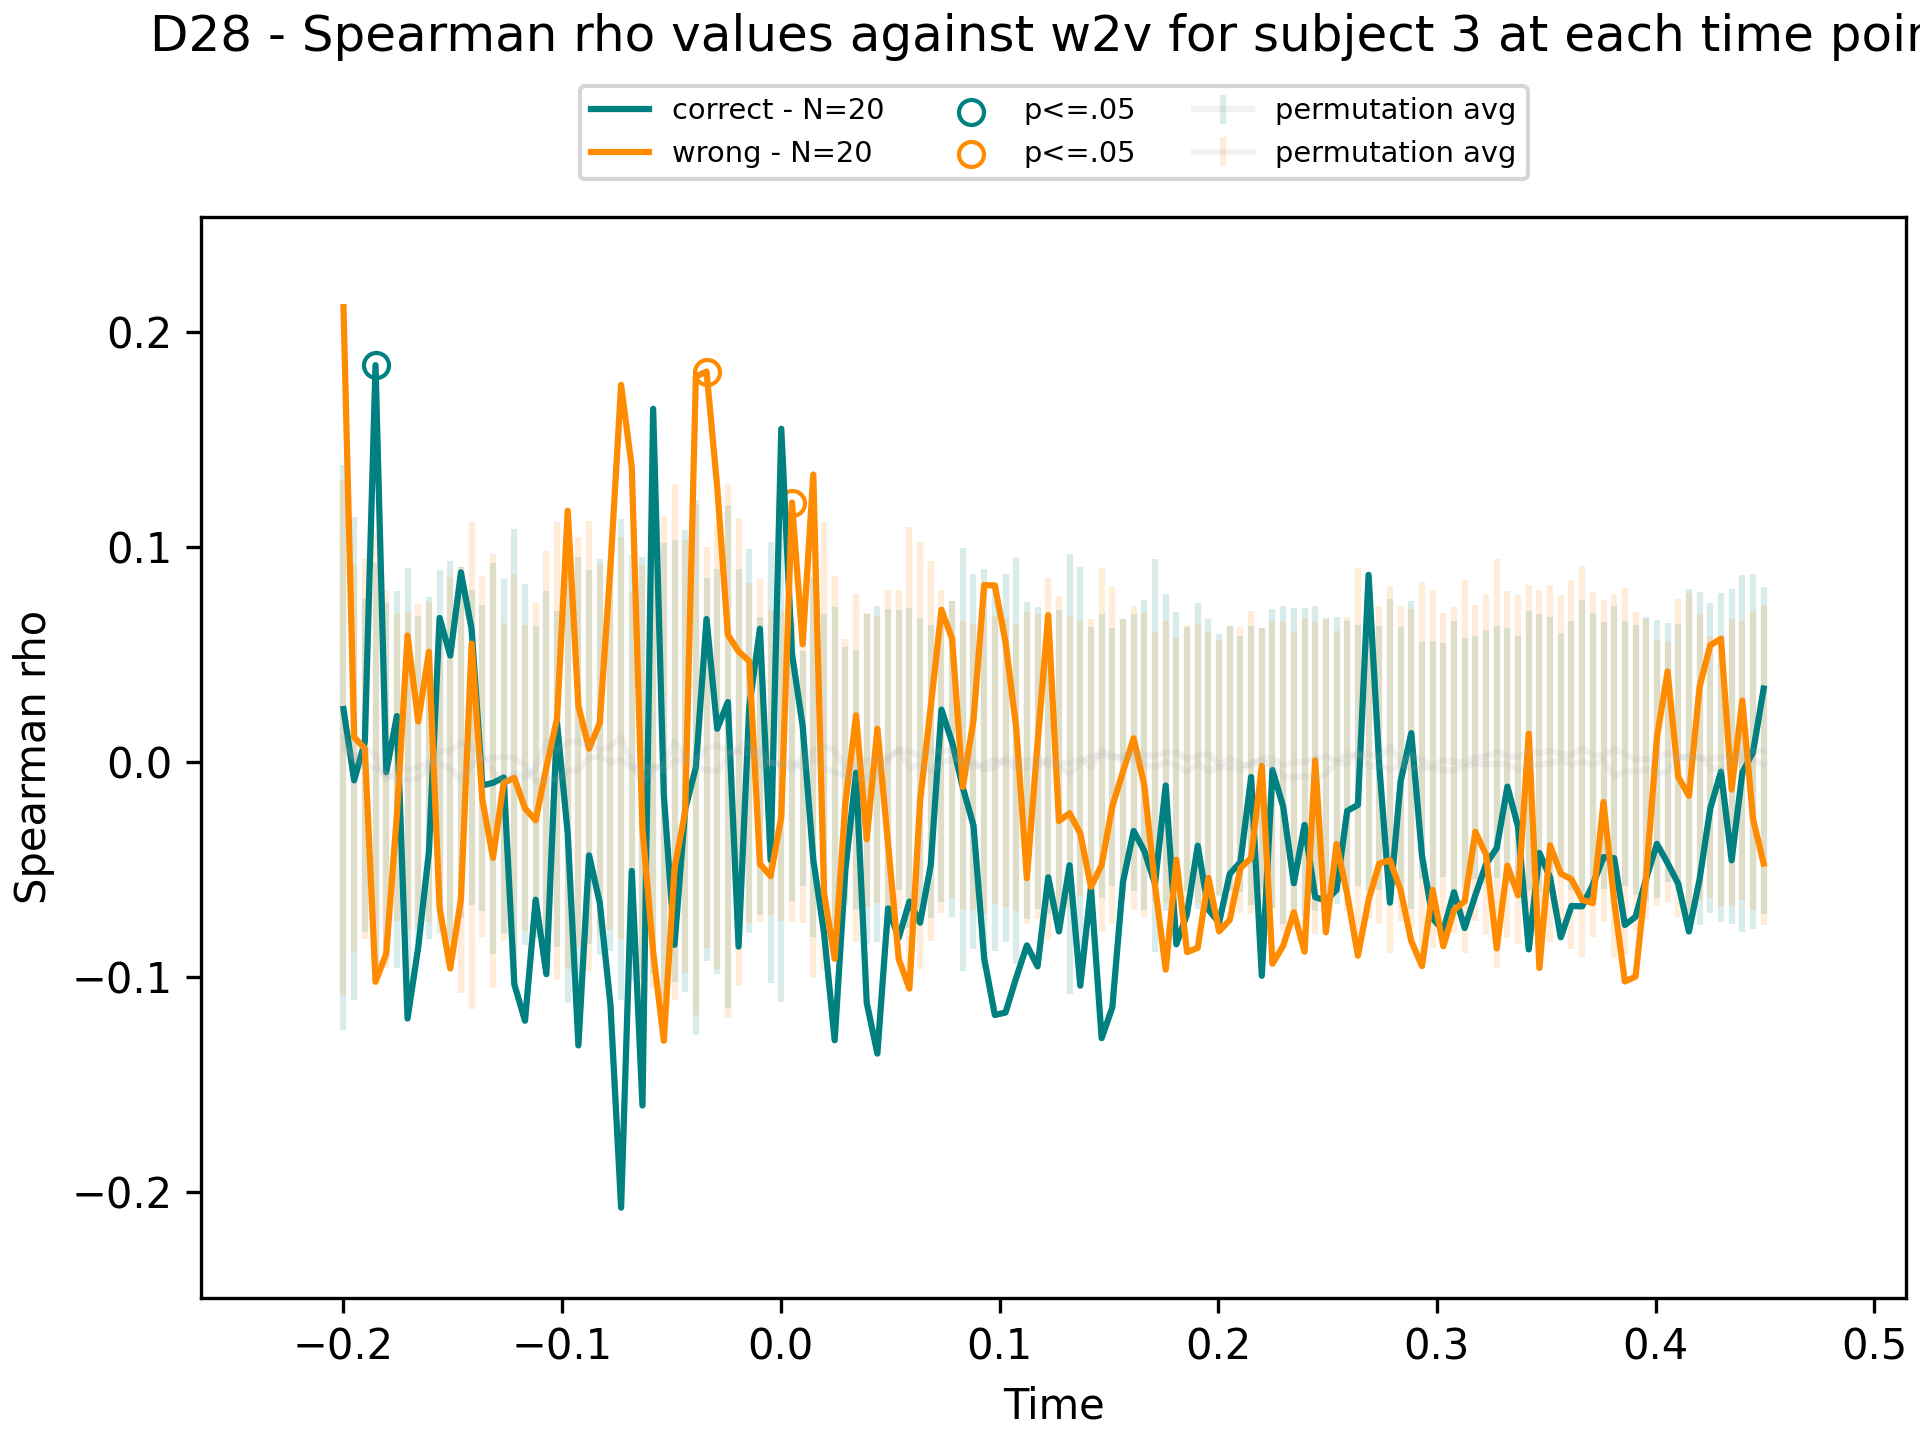 D28 - Spearman rho values against w2v for subject 3 at each time
correct - N=20
wrong - N=20
p<=.05
p<=.05
permutation avg
permutation avg
Spearman rho
0.2
0.1
0.0
−0.1
−0.2
−0.2
−0.1
0.0
0.1
0.2
0.3
0.4
0.5
Time